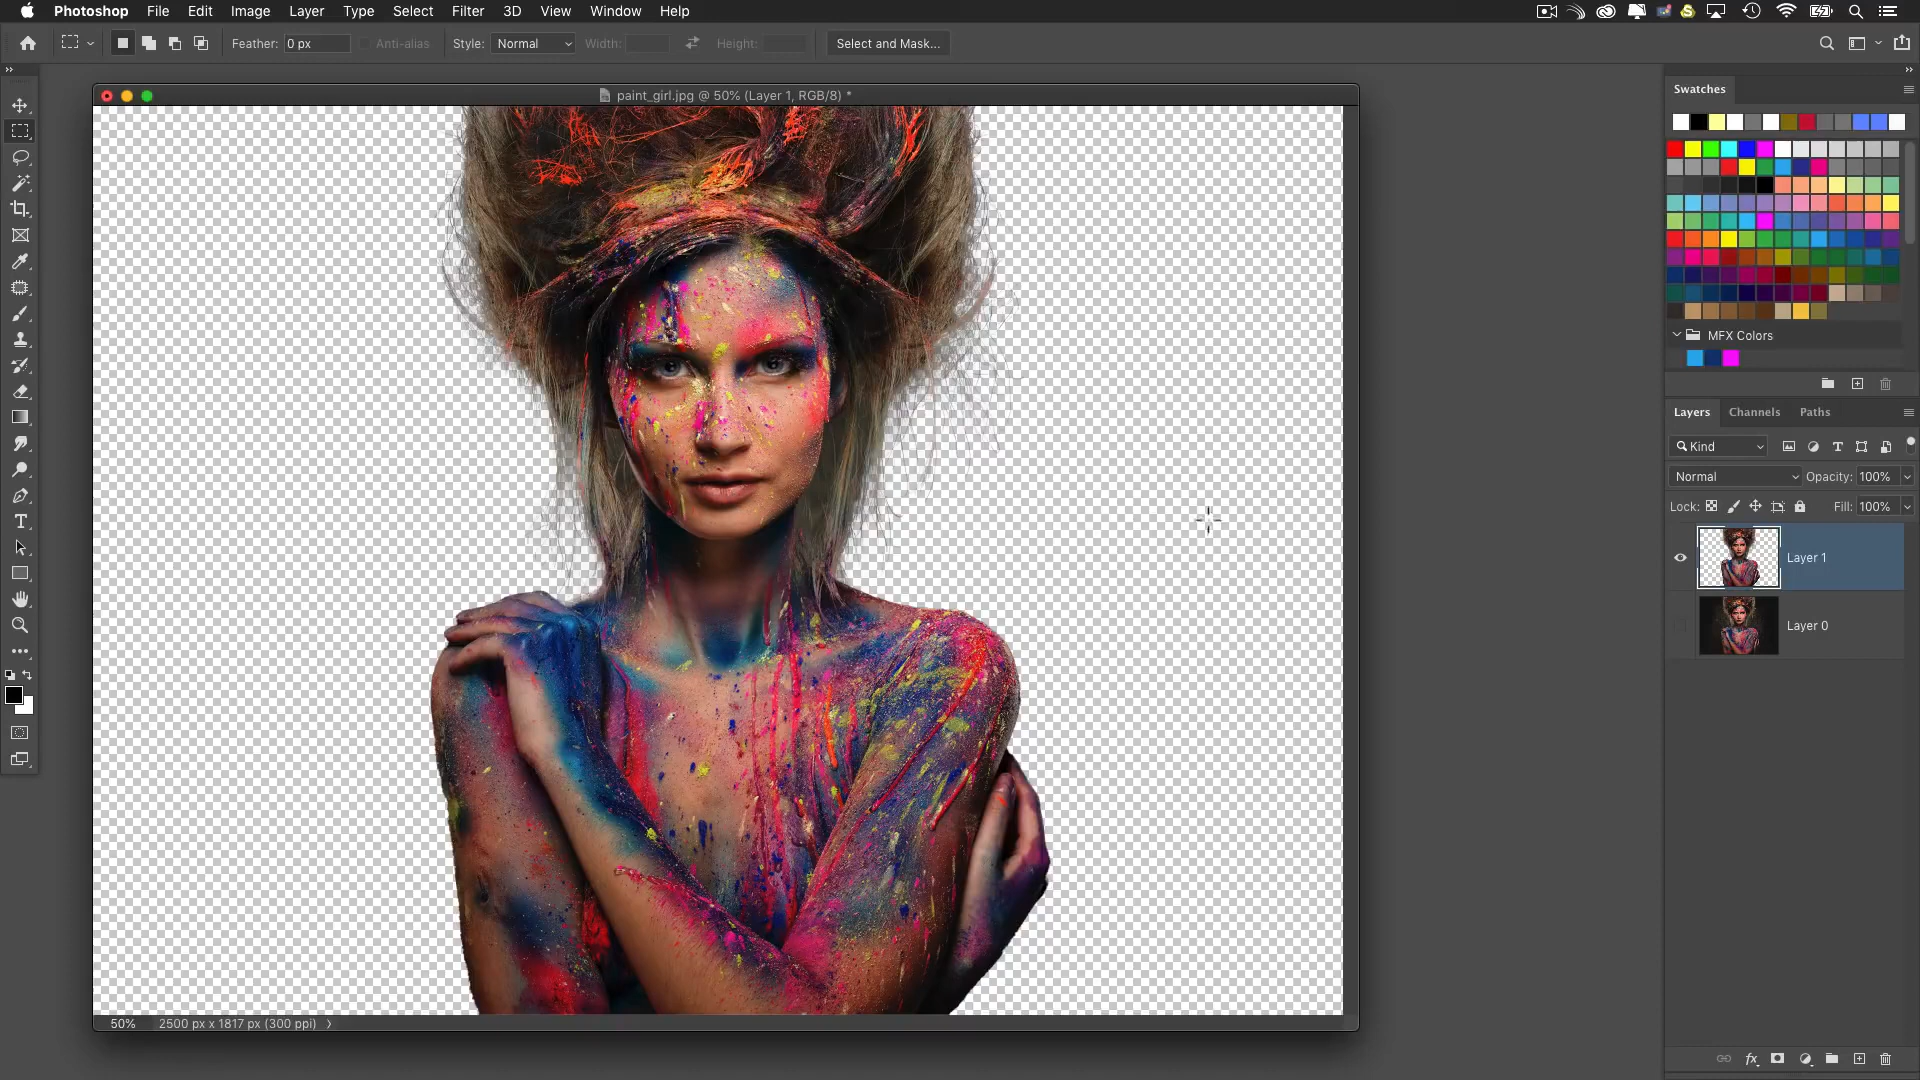 Photoshop File Edit Image Layer Type Select Filter 3D View Window Help
Feather: 0 px Anti-alias Style: Normal Width: Height: Select and Mask...
paint_girl.jpg @ 50% (Layer 1, RGB/8) *
50% 2500 px x 1817 px (300 ppi)
Swatches
MFX Colors
Layers Channels Paths
Kind
Normal Opacity: 100%
Lock: Fill: 100%
Layer 1
Layer 0